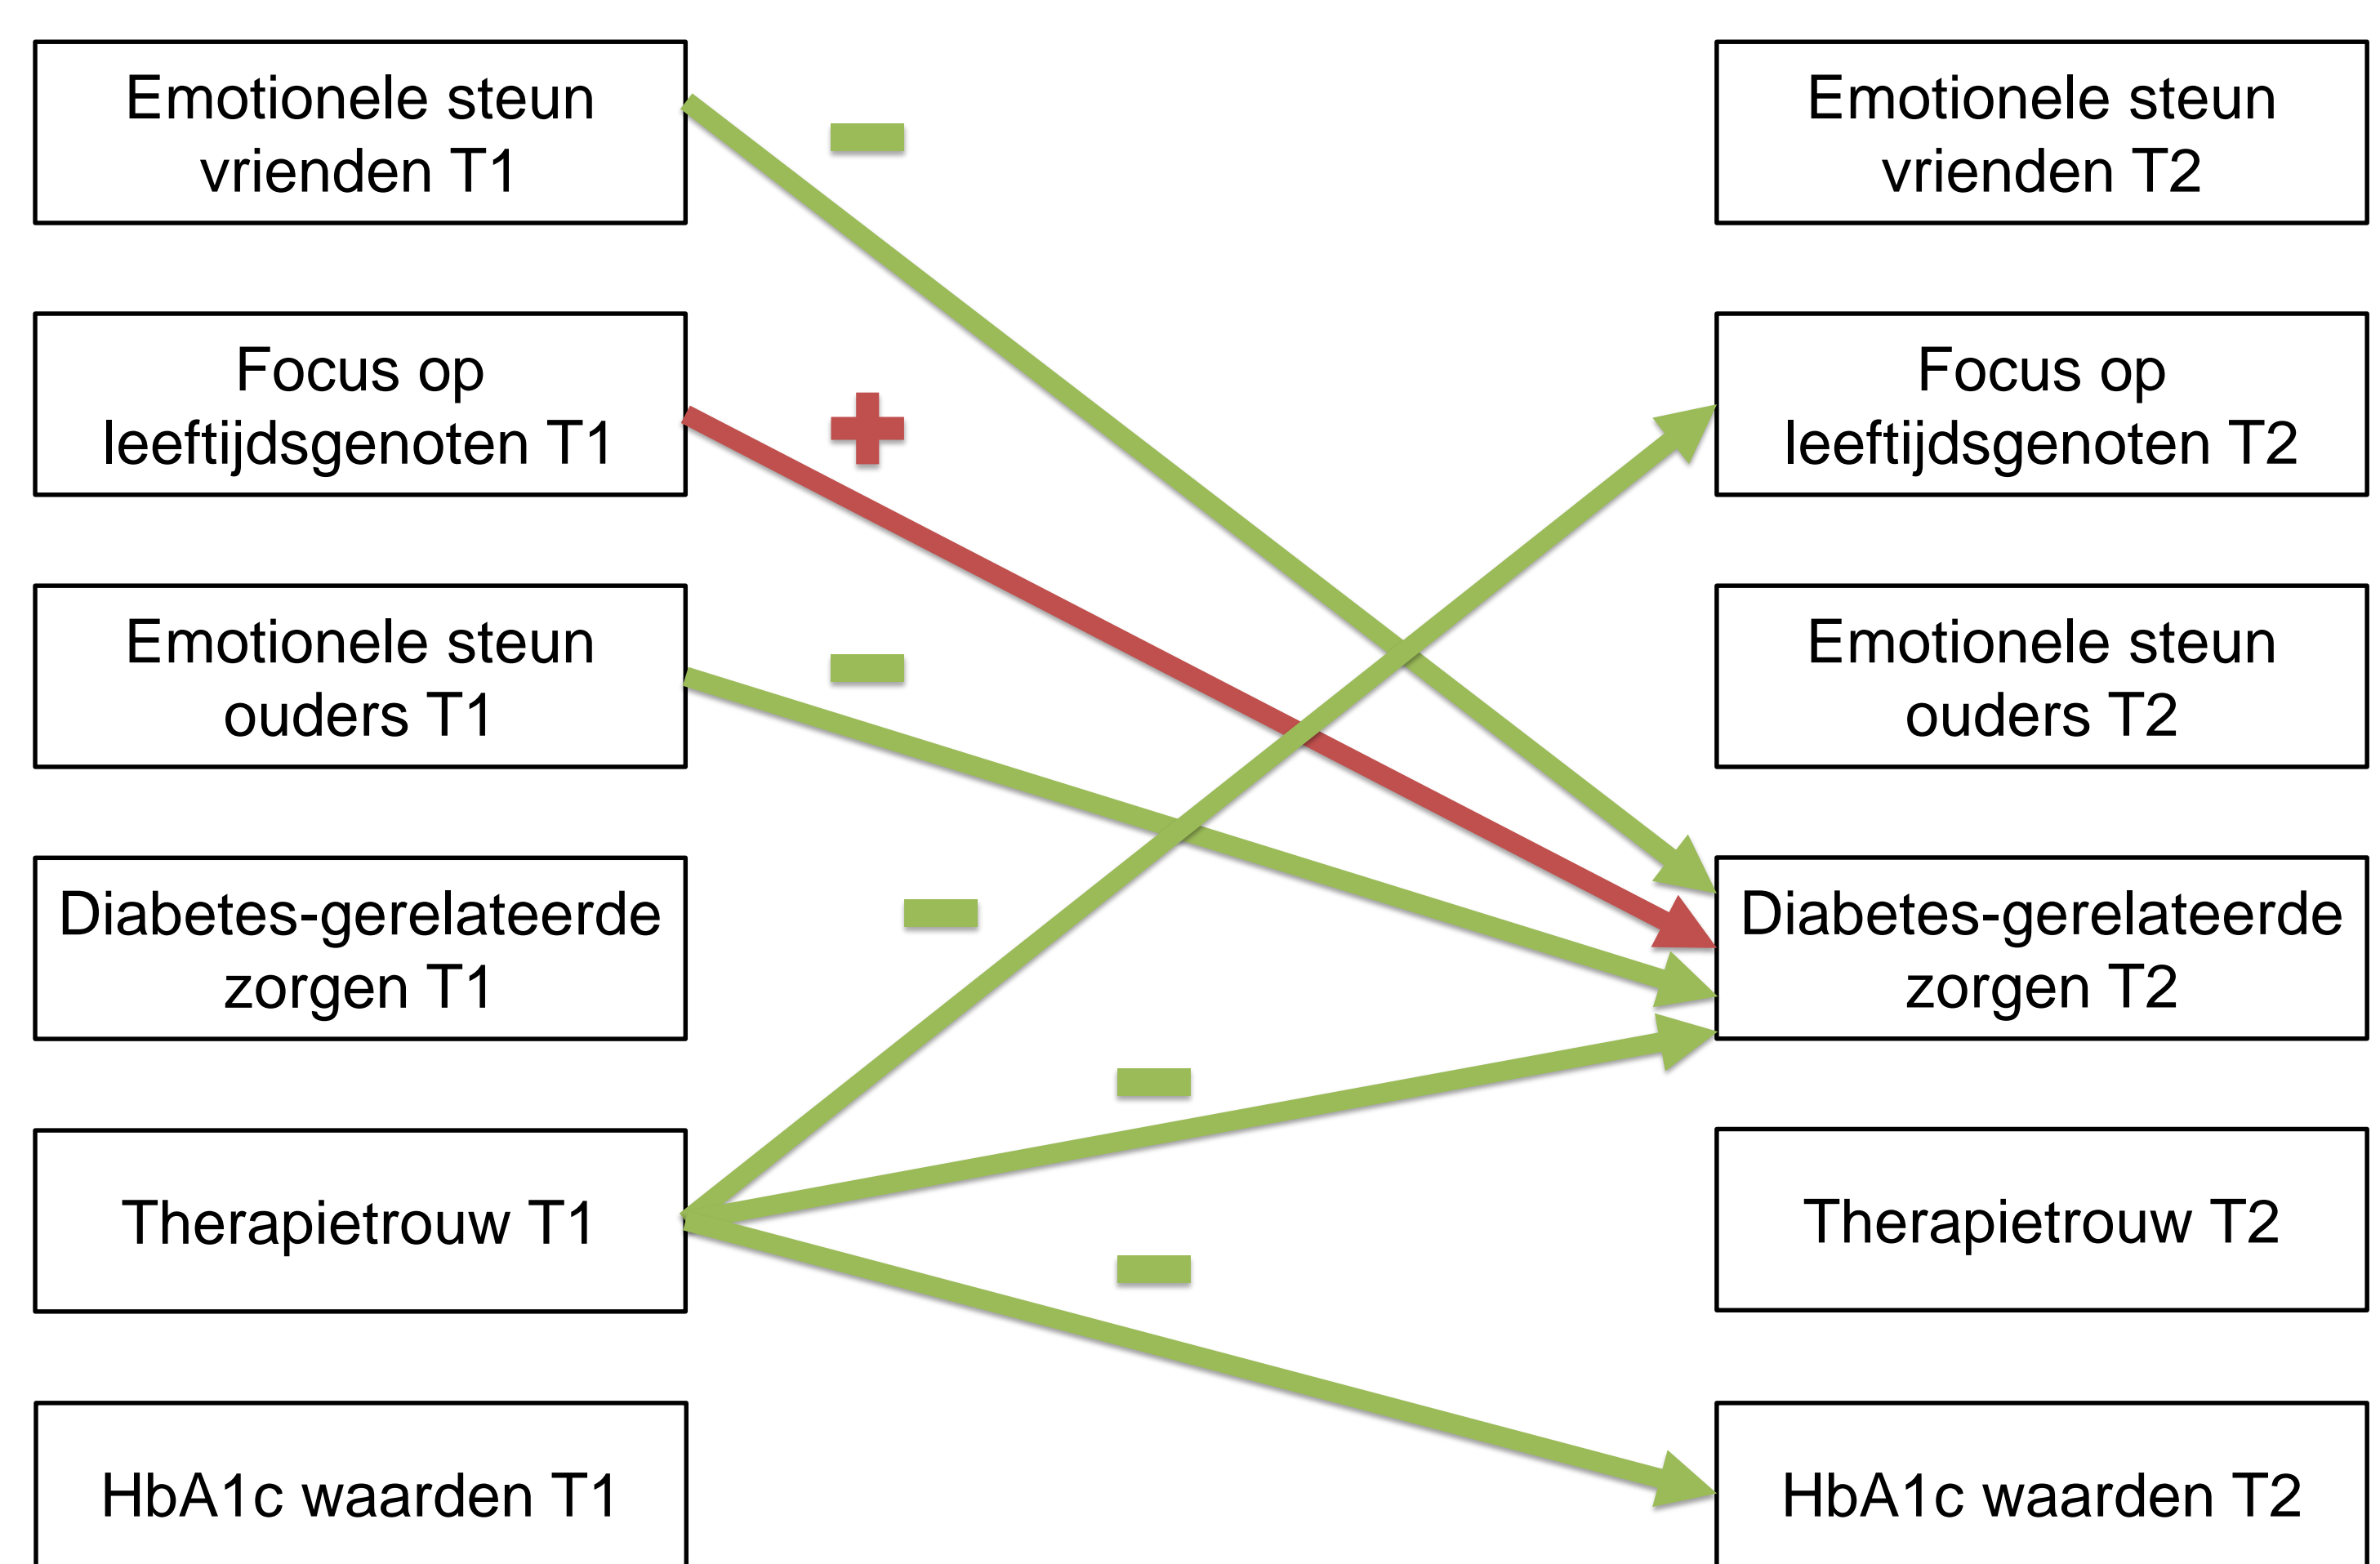 Emotionele steun
vrienden T1
Emotionele steun
vrienden T2
Focus op
leeftijdsgenoten T1
Focus op
leeftijdsgenoten T2
Emotionele steun
ouders T1
Emotionele steun
ouders T2
Diabetes-gerelateerde
zorgen T1
Diabetes-gerelateerde
zorgen T2
Therapietrouw T1
Therapietrouw T2
HbA1c waarden T1
HbA1c waarden T2